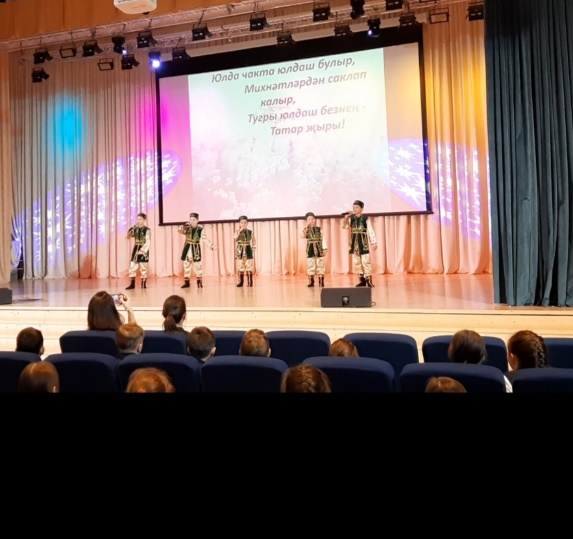 Юлда чакта юлдаш булыр,
Михнәтләрдән саклап
калыр,
Тугры юлдаш безнең -
Татар җыры!